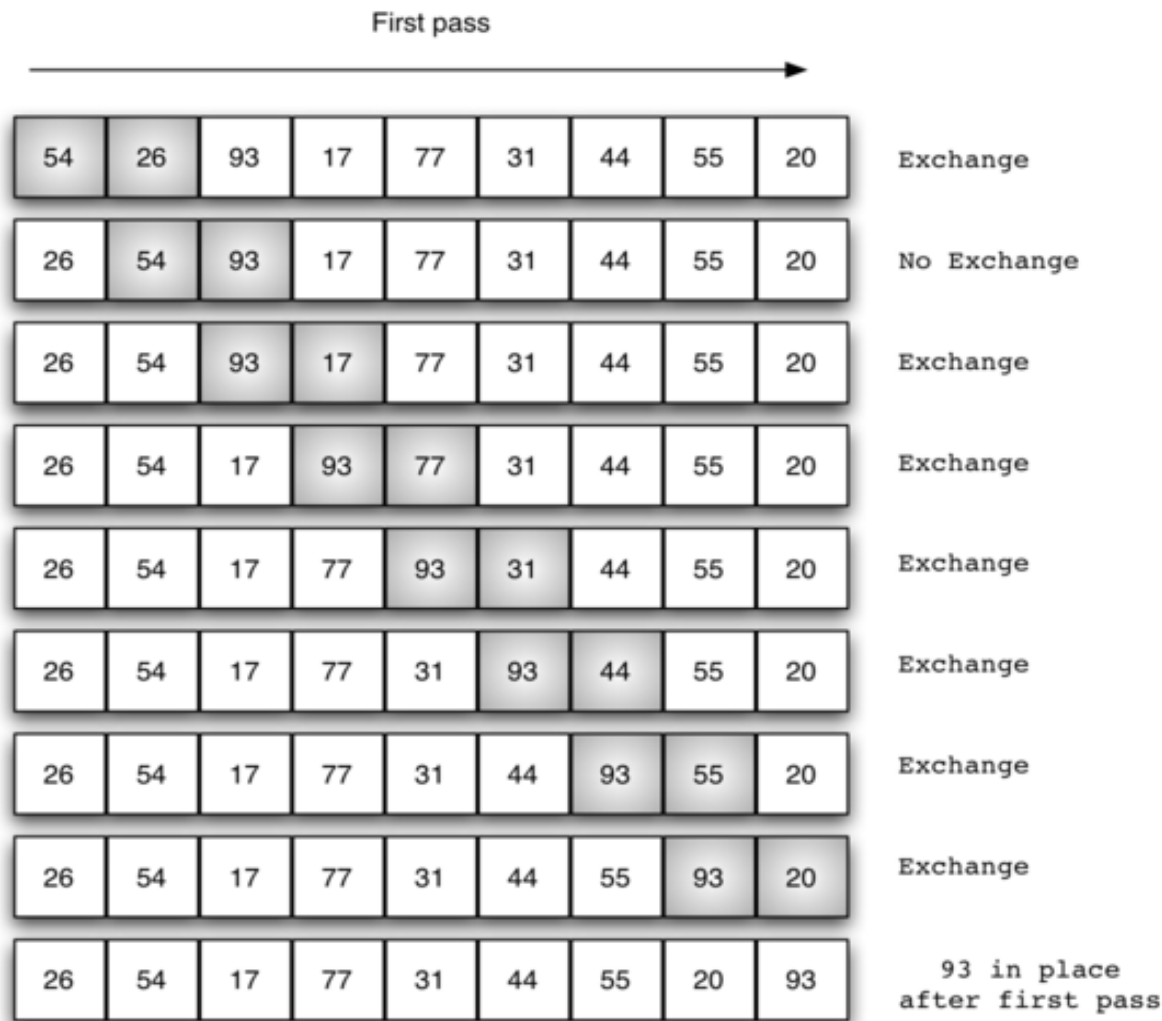 First pass
54 26 93 17 77 31 44 55 20 Exchange
26 54 93 17 77 31 44 55 20 No Exchange
26 54 93 17 77 31 44 55 20 Exchange
26 54 17 93 77 31 44 55 20 Exchange
26 54 17 77 93 31 44 55 20 Exchange
26 54 17 77 31 93 44 55 20 Exchange
26 54 17 77 31 44 93 55 20 Exchange
26 54 17 77 31 44 55 93 20 Exchange
26 54 17 77 31 44 55 20 93 93 in place
after first pass